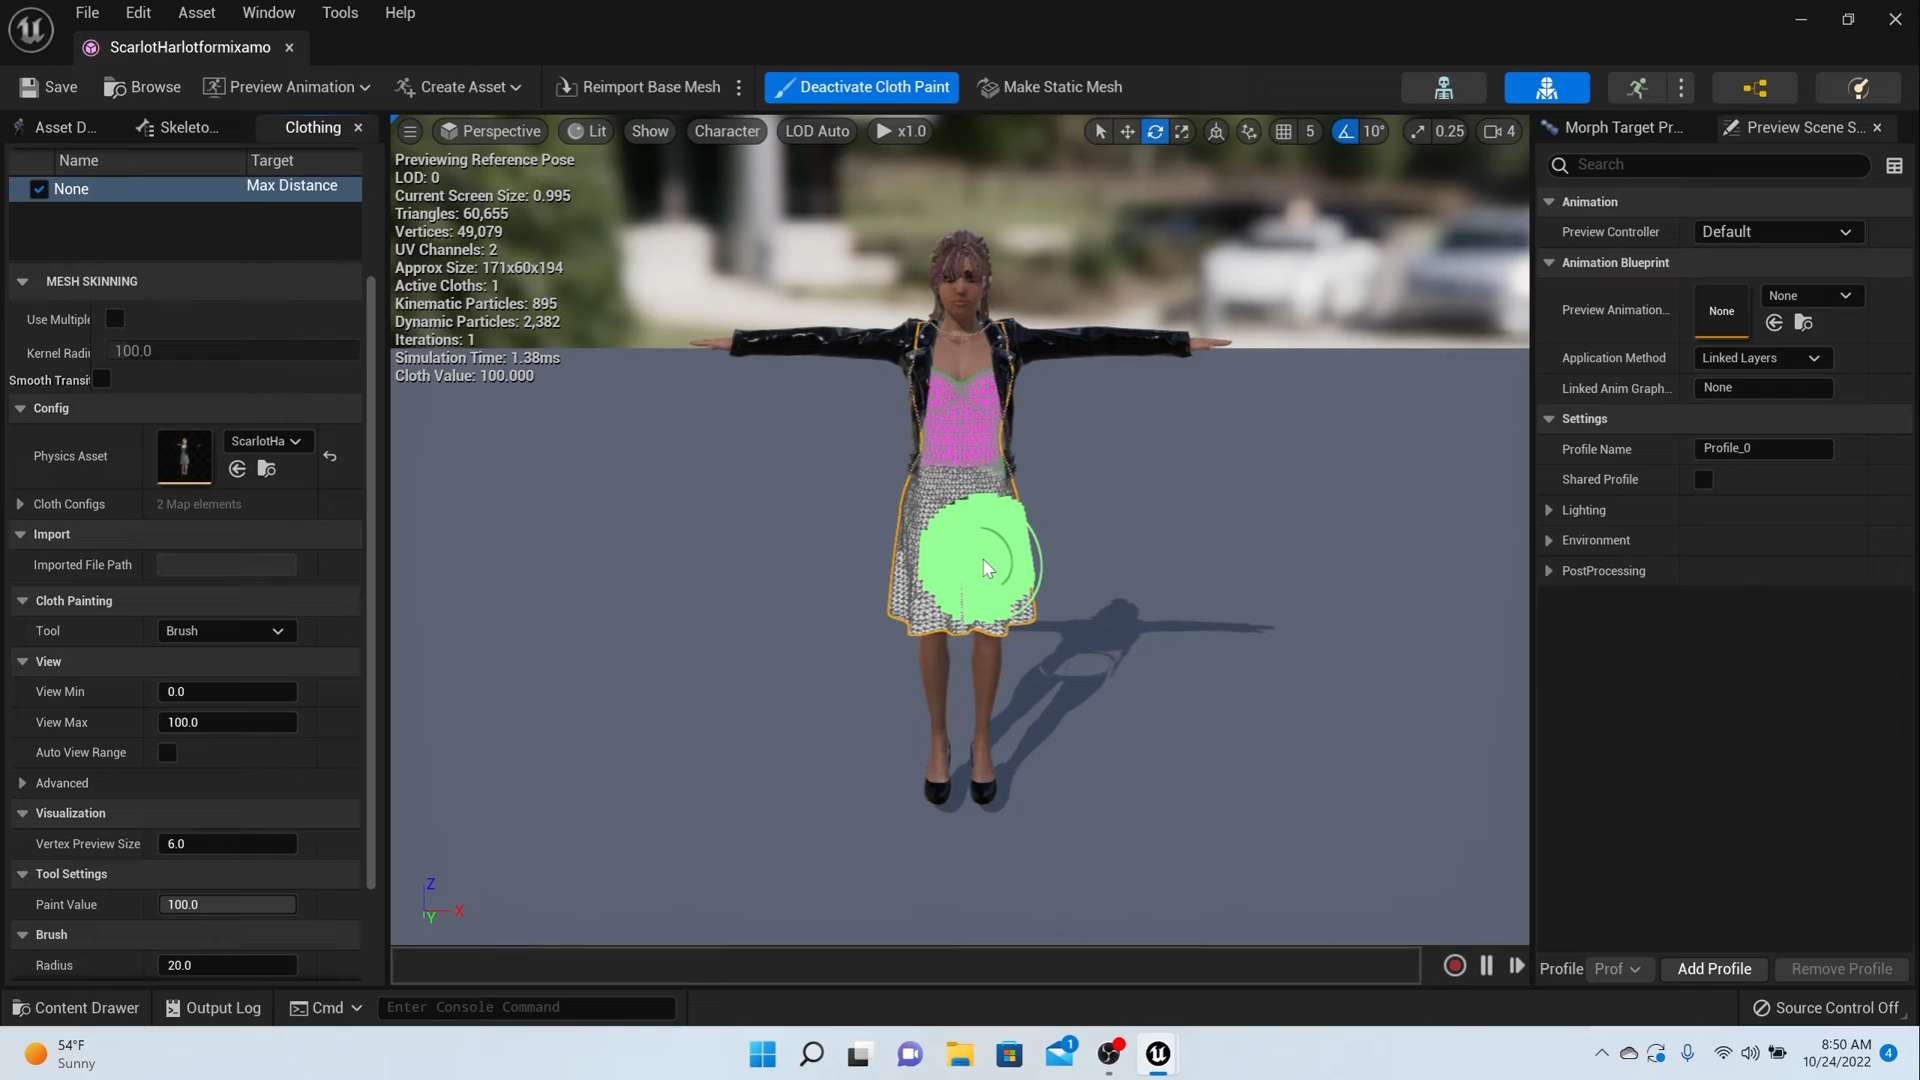 File Edit Asset Window Tools Help
ScarlotHarlotformixamo
Save Browse Preview Animation Create Asset Reimport Base Mesh Deactivate Cloth Paint Make Static Mesh
Asset D... Skeleto... Clothing
Name Target
None Max Distance
MESH SKINNING
Use Multiple
Kernel Radi 100.0
Smooth Transit
Config
Physics Asset ScarlotHa
Cloth Configs 2 Map elements
Import
Imported File Path
Cloth Painting
Tool Brush
View
View Min 0.0
View Max 100.0
Auto View Range
Advanced
Visualization
Vertex Preview Size 6.0
Tool Settings
Paint Value 100.0
Brush
Radius 20.0
Perspective Lit Show Character LOD Auto x1.0 5 10° 0.25 4
Previewing Reference Pose
LOD: 0
Current Screen Size: 0.995
Triangles: 60,655
Vertices: 49,079
UV Channels: 2
Approx Size: 171x60x194
Active Cloths: 1
Kinematic Particles: 895
Dynamic Particles: 2,382
Iterations: 1
Simulation Time: 1.38ms
Cloth Value: 100.000
Z
X
Y
Morph Target Pr... Preview Scene S...
Search
Animation
Preview Controller Default
Animation Blueprint
Preview Animation... None None
Application Method Linked Layers
Linked Anim Graph... None
Settings
Profile Name Profile_0
Shared Profile
Lighting
Environment
PostProcessing
Profile Prof Add Profile Remove Profile
Content Drawer Output Log Cmd Enter Console Command Source Control Off
54°F
Sunny
1
8:50 AM
10/24/2022
4